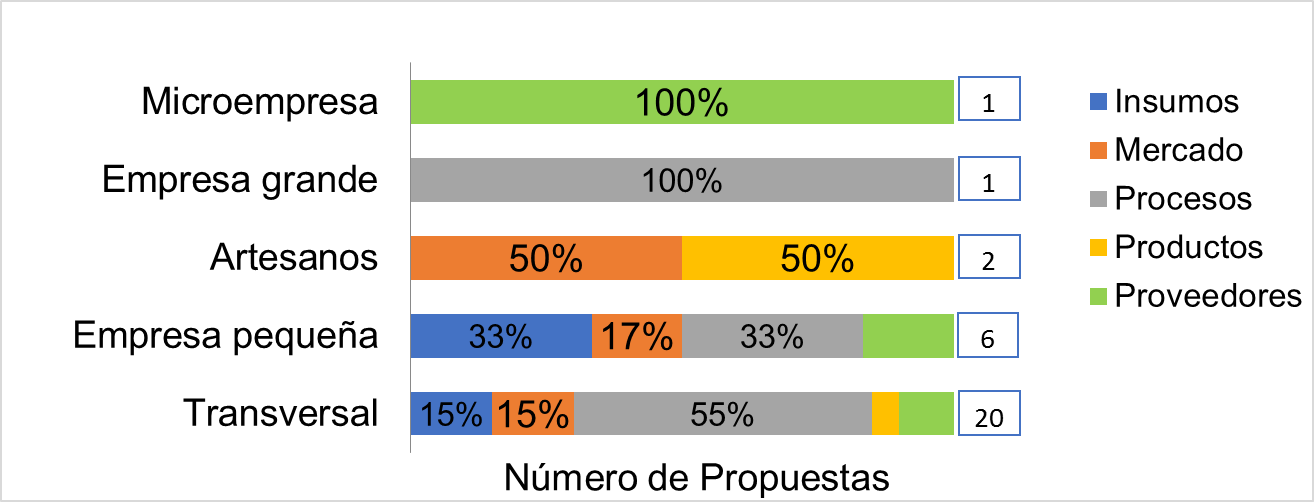 Microempresa 100% 1
Empresa grande 100% 1
Artesanos 50% 50% 2
Empresa pequeña 33% 17% 33% 6
Transversal 15% 15% 55% 20
Número de Propuestas
Insumos
Mercado
Procesos
Productos
Proveedores